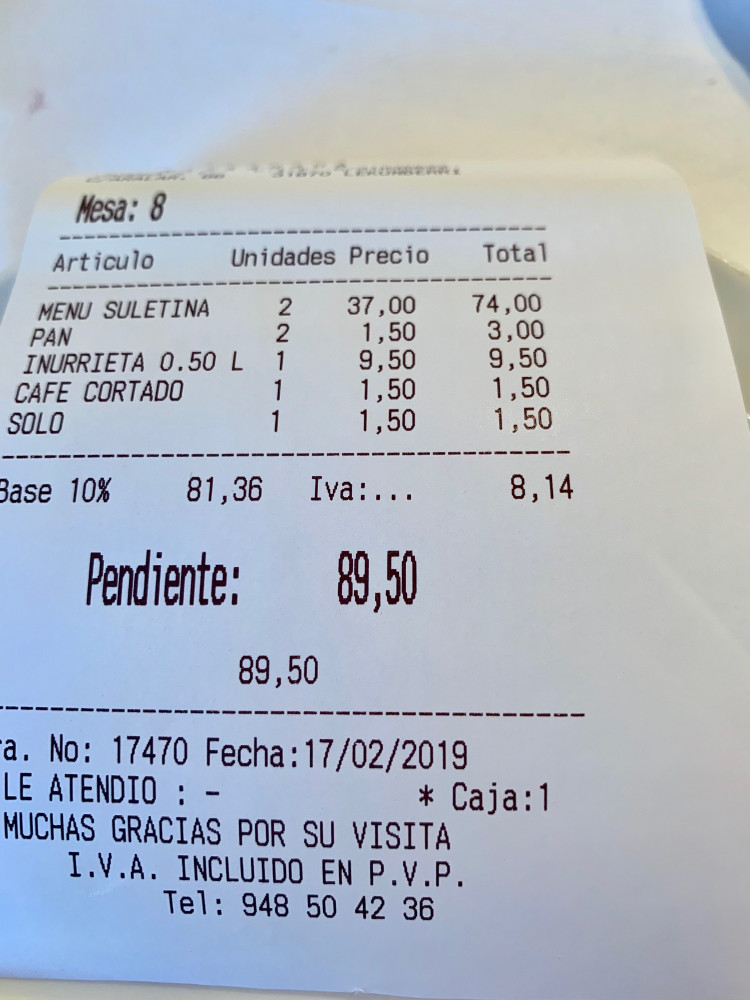 Mesa: 8
Articulo Unidades Precio Total
MENU SULETINA 2 37,00 74,00
PAN 2 1,50 3,00
INURRIETA 0.50 L 1 9,50 9,50
CAFE CORTADO 1 1,50 1,50
SOLO 1 1,50 1,50
Base 10% 81,36 Iva:... 8,14
Pendiente: 89,50
89,50
ra. No: 17470 Fecha:17/02/2019
LE ATENDIO : - * Caja:1
MUCHAS GRACIAS POR SU VISITA
I.V.A. INCLUIDO EN P.V.P.
Tel: 948 50 42 36